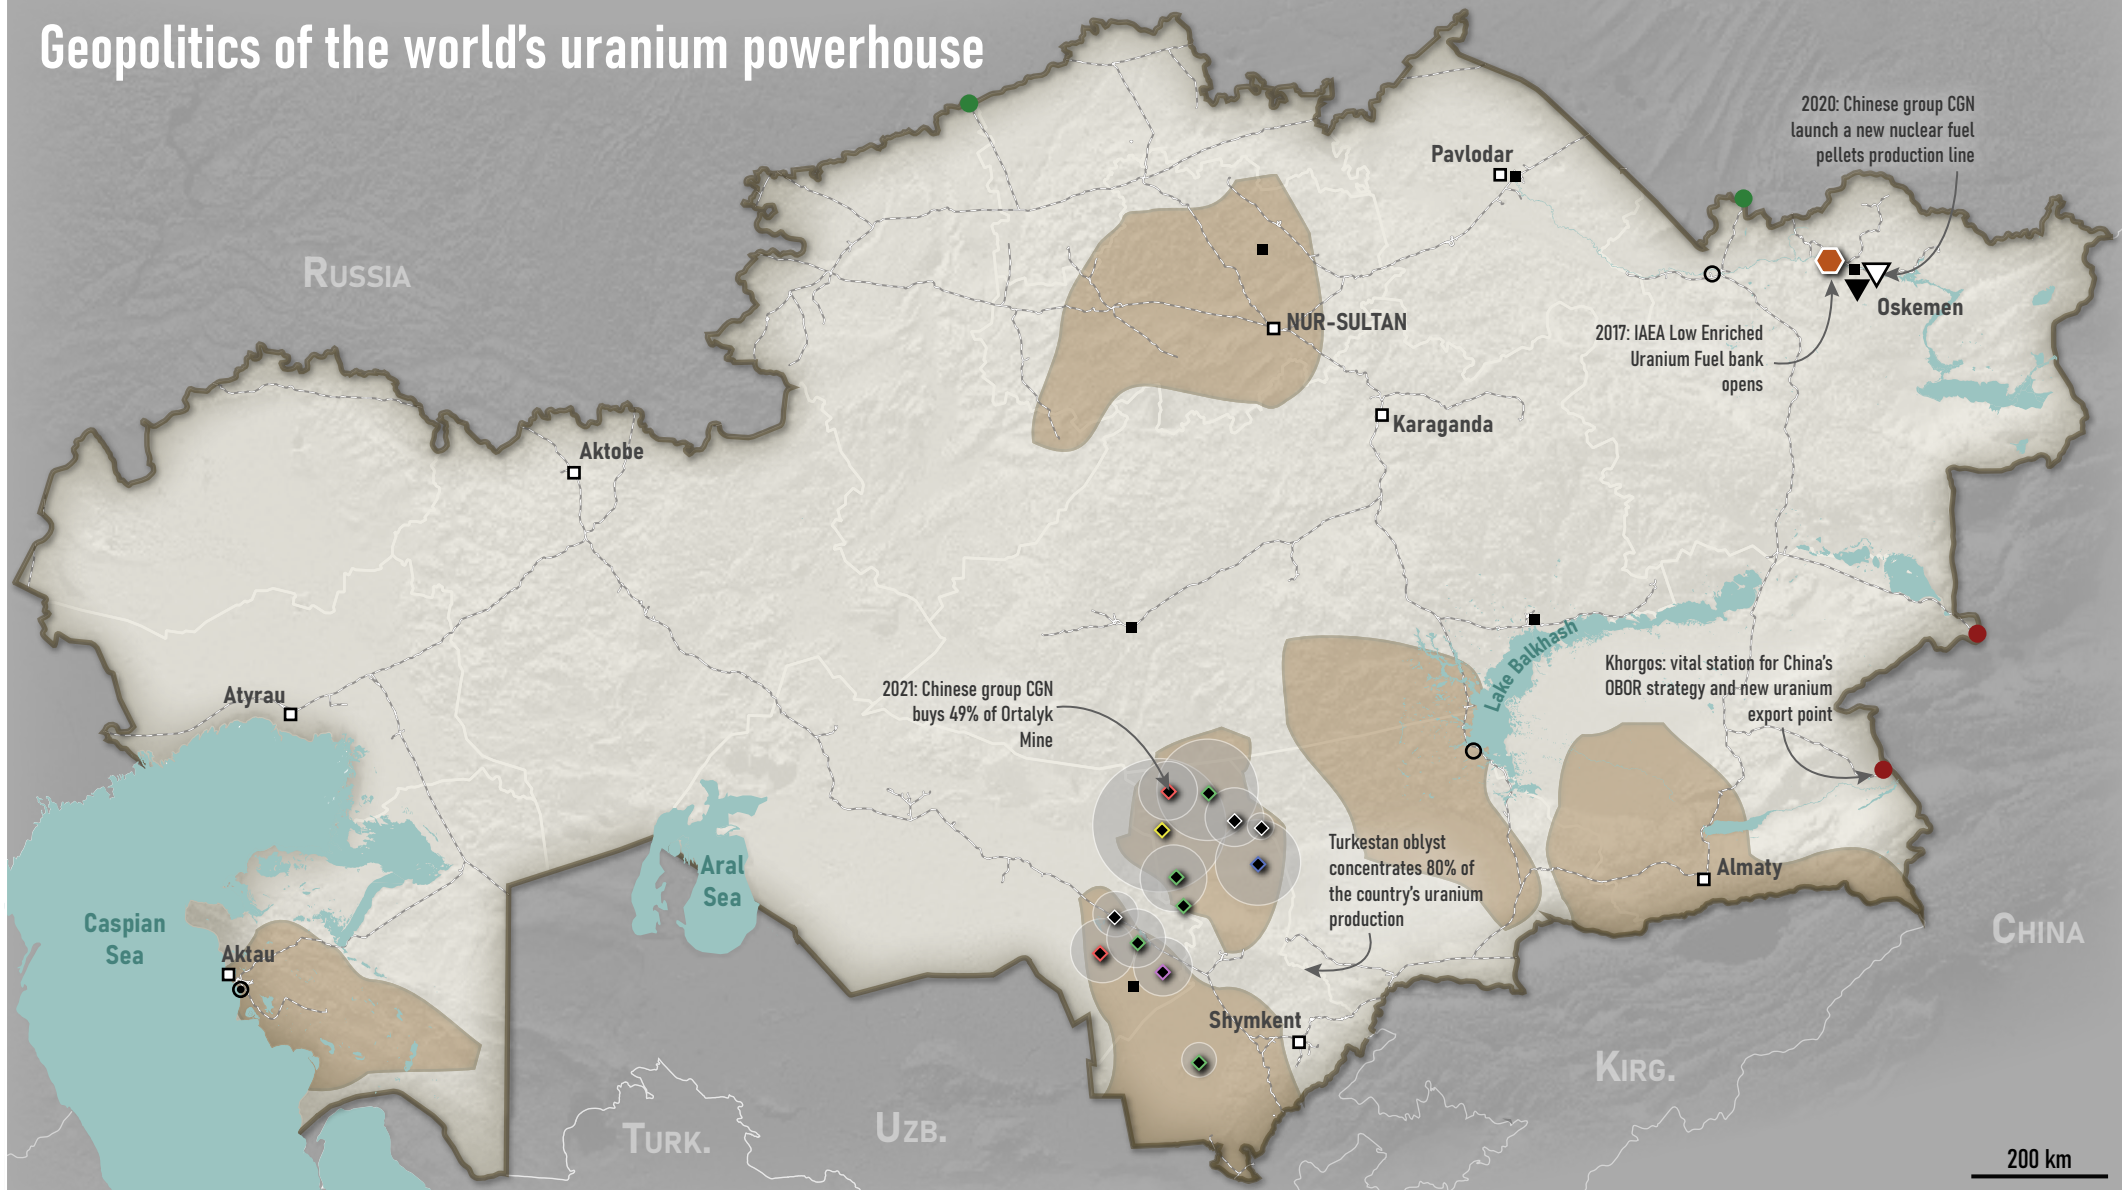 Geopolitics of the world's uranium powerhouse
2020: Chinese group CGN
launch a new nuclear fuel
pellets production line
Pavlodar
RUSSIA
Oskemen
NUR-SULTAN
2017: IAEA Low Enriched
Uranium Fuel bank
opens
Karaganda
Aktobe
Lake Balkhash
Khorgos: vital station for China's
OBOR strategy and new uranium
export point
Atyrau
2021: Chinese group CGN
buys 49% of Ortalyk
Mine
Turkestan oblyst
concentrates 80% of
the country's uranium
production
Almaty
Aral
Sea
Caspian
Sea
Aktau
CHINA
Shymkent
KIRG.
UZB.
TURK.
200 km